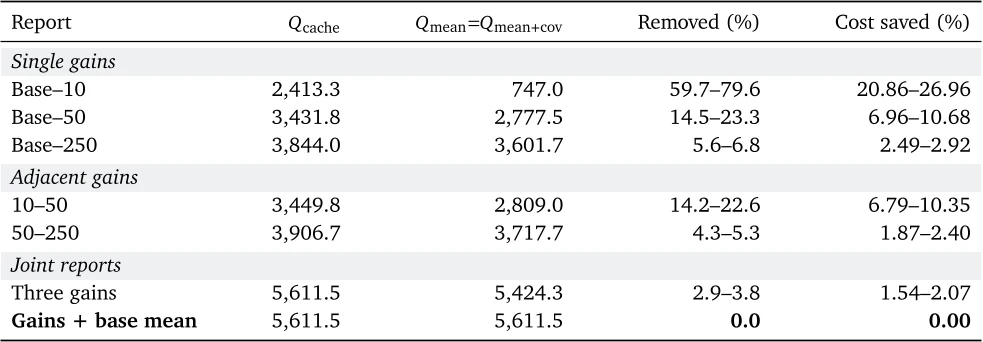 Report Qcache Qmean=Qmean+cov Removed (%) Cost saved (%)
Single gains
Base–10 2,413.3 747.0 59.7–79.6 20.86–26.96
Base–50 3,431.8 2,777.5 14.5–23.3 6.96–10.68
Base–250 3,844.0 3,601.7 5.6–6.8 2.49–2.92
Adjacent gains
10–50 3,449.8 2,809.0 14.2–22.6 6.79–10.35
50–250 3,906.7 3,717.7 4.3–5.3 1.87–2.40
Joint reports
Three gains 5,611.5 5,424.3 2.9–3.8 1.54–2.07
Gains + base mean 5,611.5 5,611.5 0.0 0.00